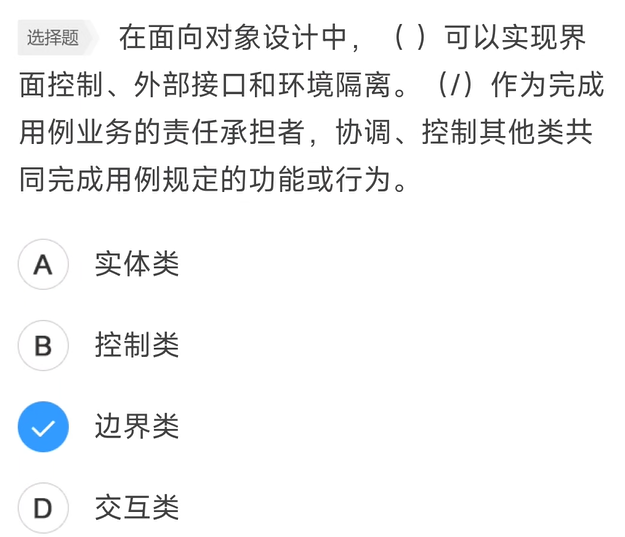 选择题 在面向对象设计中，（ ）可以实现界
面控制、外部接口和环境隔离。（/）作为完成
用例业务的责任承担者，协调、控制其他类共
同完成用例规定的功能或行为。
A 实体类
B 控制类
边界类
D 交互类